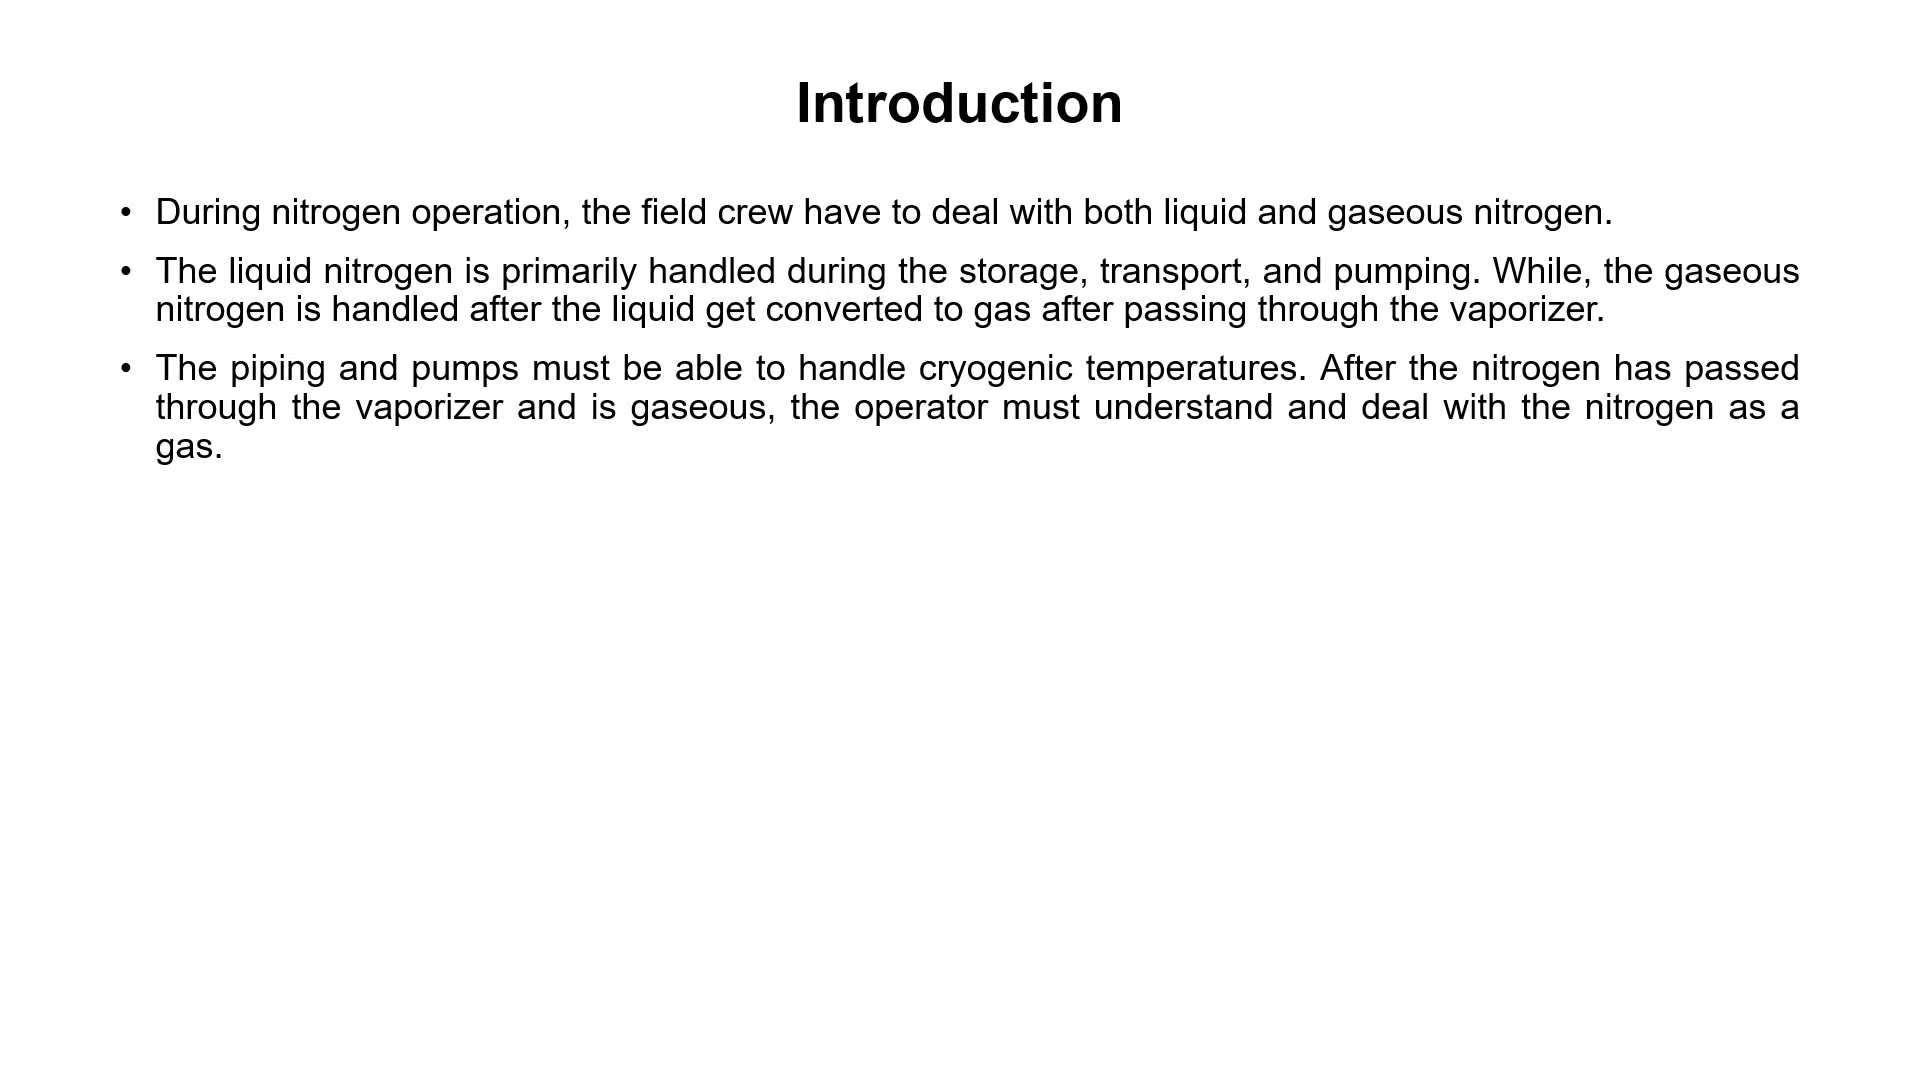 Introduction
• During nitrogen operation, the field crew have to deal with both liquid and gaseous nitrogen.
• The liquid nitrogen is primarily handled during the storage, transport, and pumping. While, the gaseous
nitrogen is handled after the liquid get converted to gas after passing through the vaporizer.
• The piping and pumps must be able to handle cryogenic temperatures. After the nitrogen has passed
through the vaporizer and is gaseous, the operator must understand and deal with the nitrogen as a
gas.